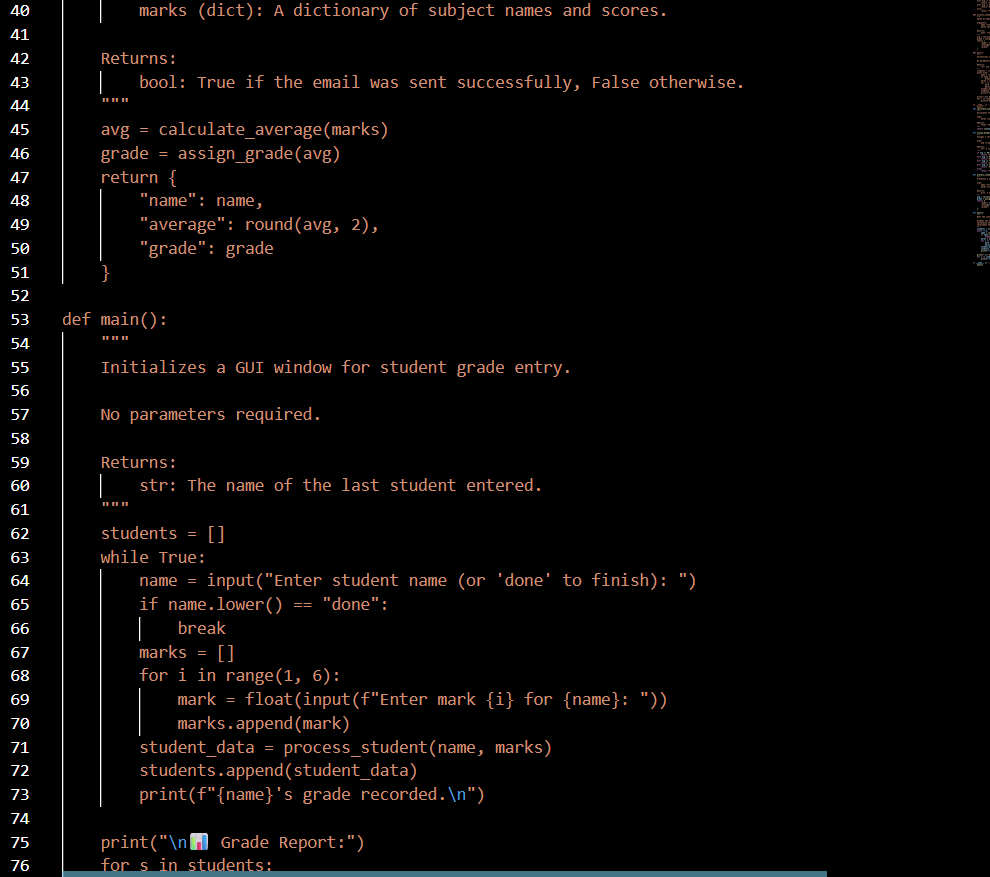 40 marks (dict): A dictionary of subject names and scores.
41
42 Returns:
43 bool: True if the email was sent successfully, False otherwise.
44 """
45 avg = calculate_average(marks)
46 grade = assign_grade(avg)
47 return {
48 "name": name,
49 "average": round(avg, 2),
50 "grade": grade
51 }
52
53 def main():
54 """
55 Initializes a GUI window for student grade entry.
56
57 No parameters required.
58
59 Returns:
60 str: The name of the last student entered.
61 """
62 students = []
63 while True:
64 name = input("Enter student name (or 'done' to finish): ")
65 if name.lower() == "done":
66 break
67 marks = []
68 for i in range(1, 6):
69 mark = float(input(f"Enter mark {i} for {name}: "))
70 marks.append(mark)
71 student_data = process_student(name, marks)
72 students.append(student_data)
73 print(f"{name}'s grade recorded.\n")
74
75 print("\n📊 Grade Report:")
76 for s in students: